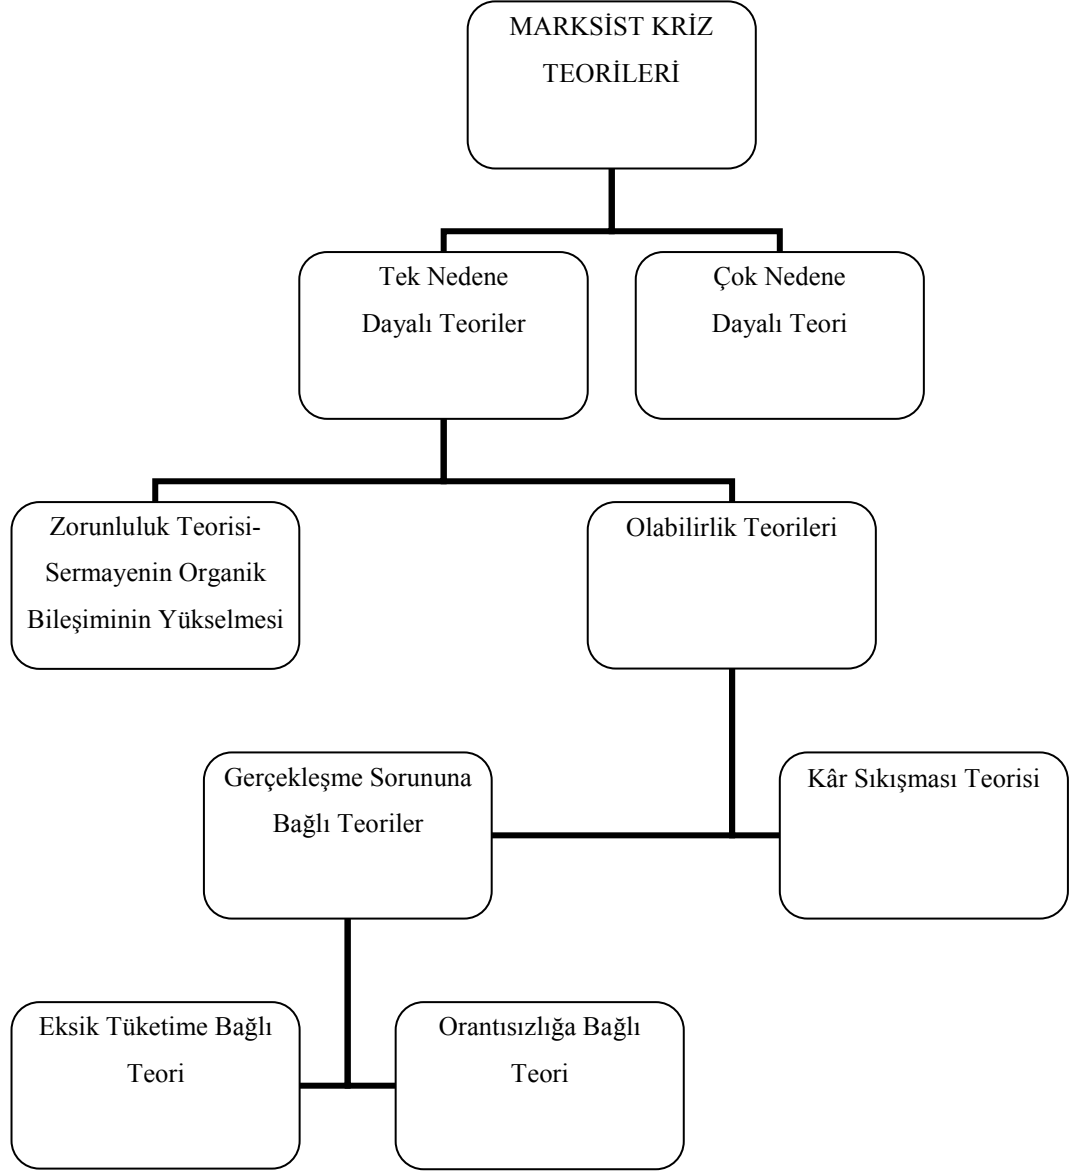 MARKSİST KRİZ
TEORİLERİ
Tek Nedene
Dayalı Teoriler
Çok Nedene
Dayalı Teori
Zorunluluk Teorisi-
Sermayenin Organik
Bileşiminin Yükselmesi
Olabilirlik Teorileri
Gerçekleşme Sorununa
Bağlı Teoriler
Kâr Sıkışması Teorisi
Eksik Tüketime Bağlı
Teori
Orantısızlığa Bağlı
Teori